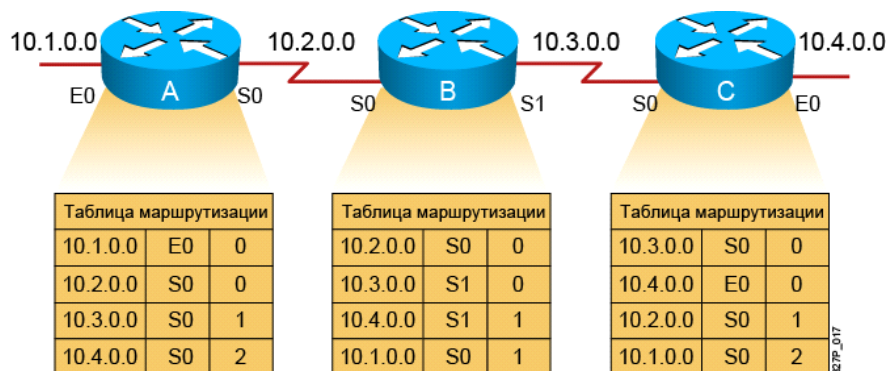 10.1.0.0 10.2.0.0 10.3.0.0 10.4.0.0
E0 A S0 S0 B S1 S0 C E0
Таблица маршрутизации
10.1.0.0 E0 0
10.2.0.0 S0 0
10.3.0.0 S0 1
10.4.0.0 S0 2
Таблица маршрутизации
10.2.0.0 S0 0
10.3.0.0 S1 0
10.4.0.0 S1 1
10.1.0.0 S0 1
Таблица маршрутизации
10.3.0.0 S0 0
10.4.0.0 E0 0
10.2.0.0 S0 1
10.1.0.0 S0 2